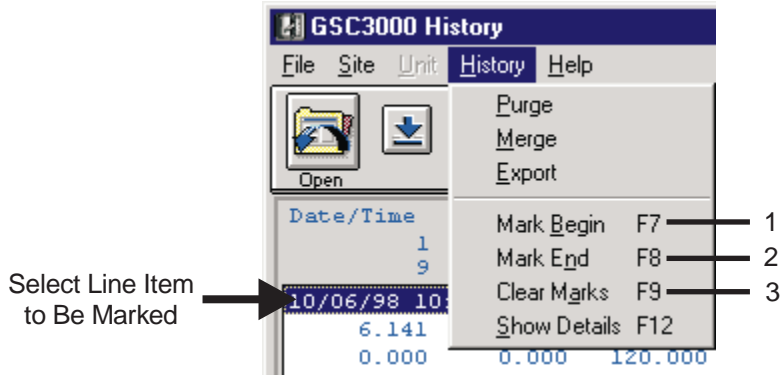 GSC3000 History
File Site Unit History Help
Open
Purge
Merge
Export
Mark Begin F7
Mark End F8
Clear Marks F9
Show Details F12
1
2
3
Date/Time
1
9
10/06/98 10:
6.141
0.000 0.000 120.000
Select Line Item
to Be Marked